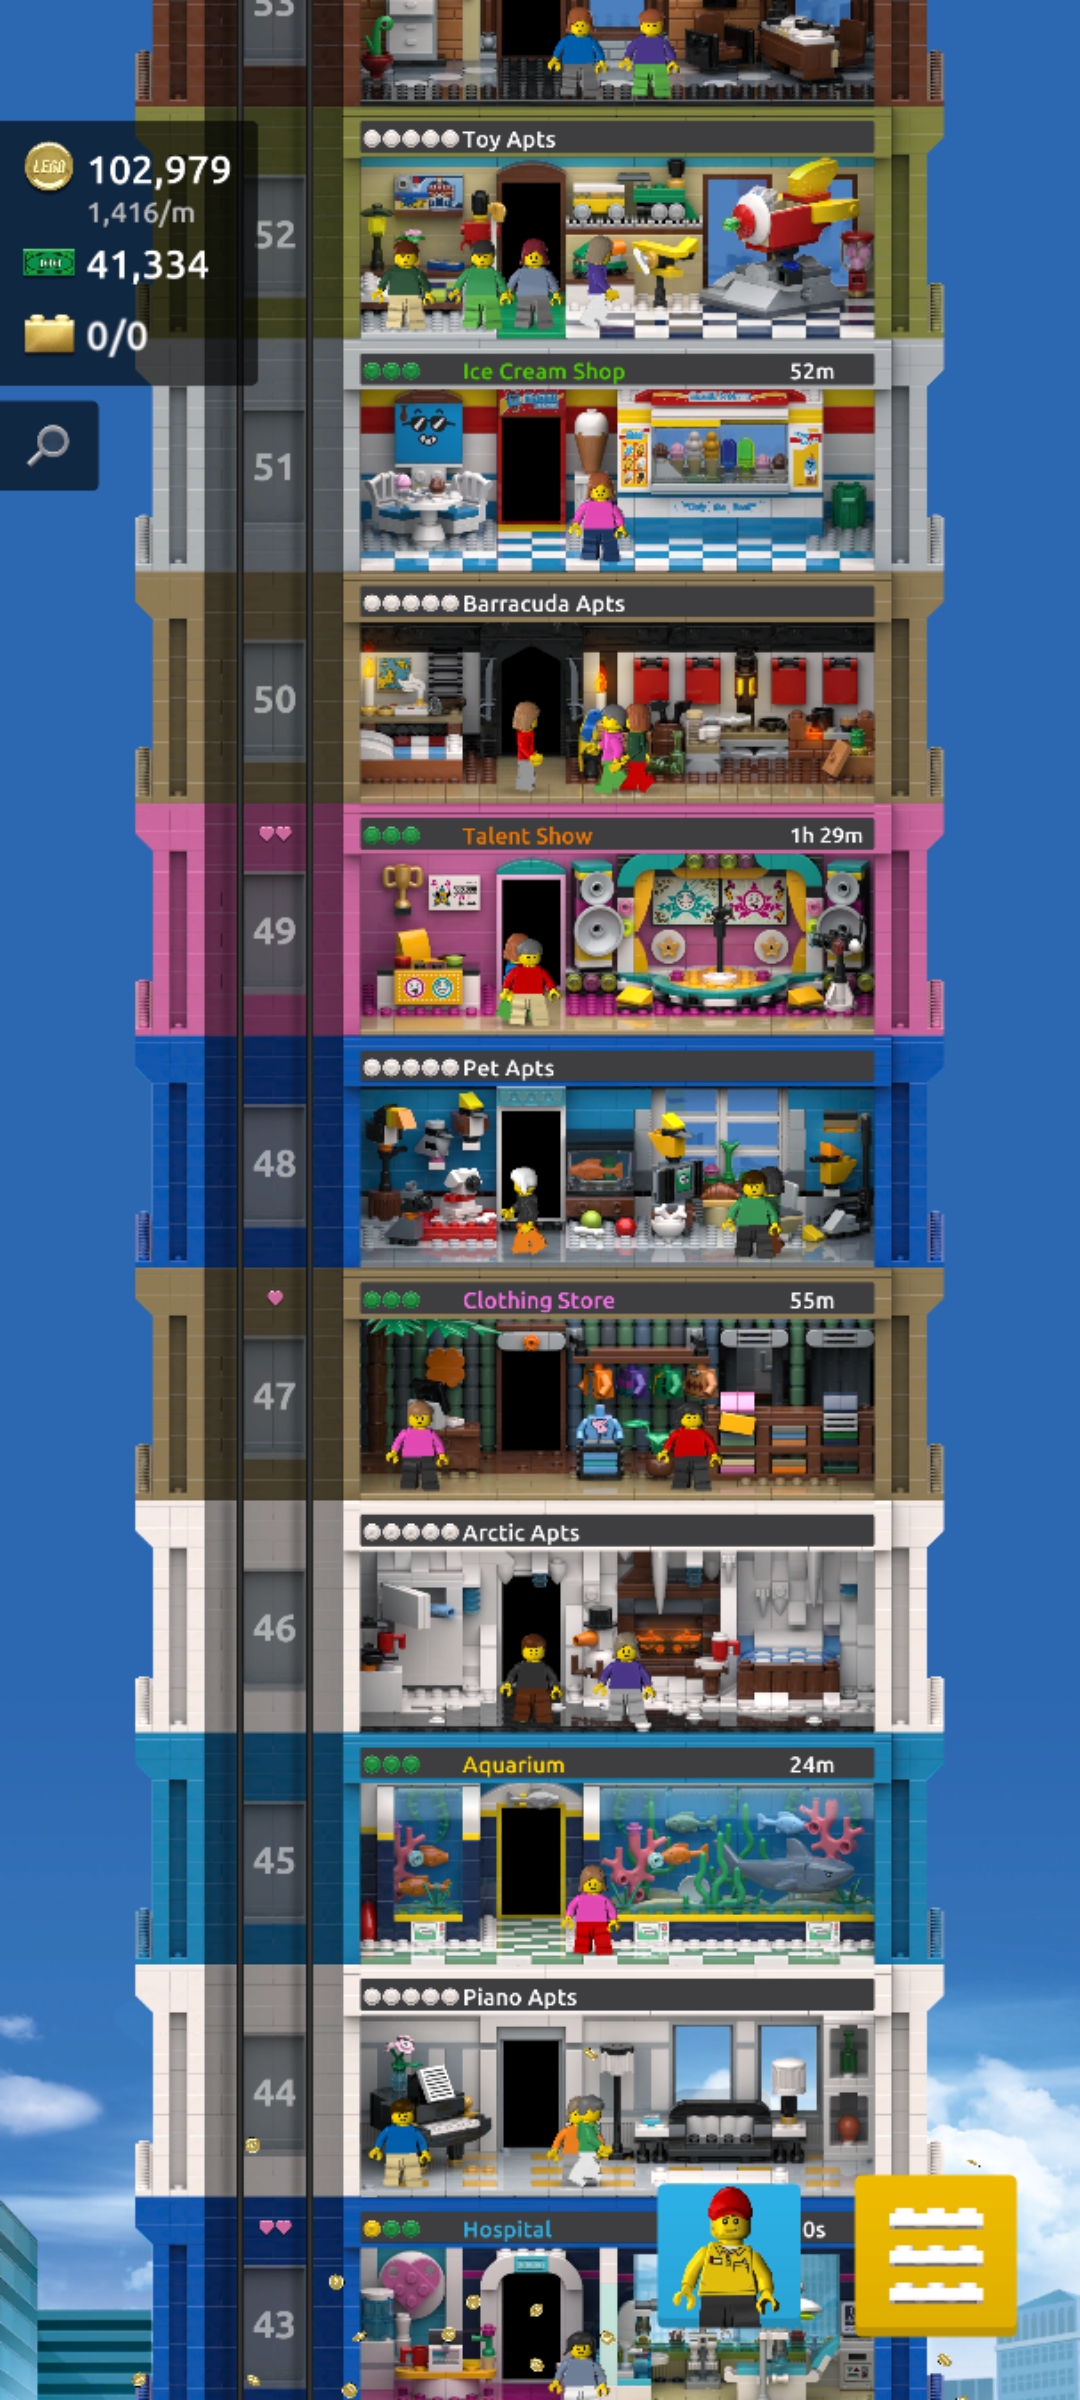 53
Toy Apts
LEGO 102,979
1,416/m
52
41,334
0/0
Ice Cream Shop 52m
51
Barracuda Apts
50
Talent Show 1h 29m
49
Pet Apts
48
Clothing Store 55m
47
Arctic Apts
46
Aquarium 24m
45
Piano Apts
44
Hospital 0s
43